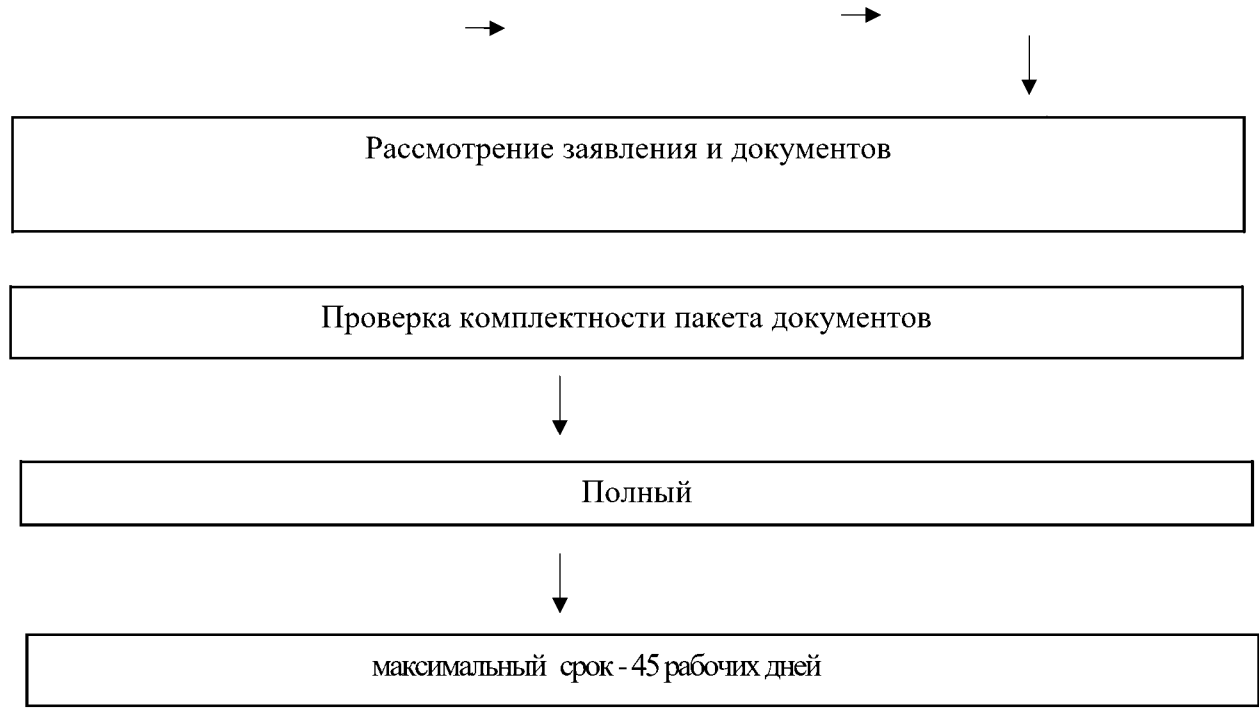 Рассмотрение заявления и документов
Проверка комплектности пакета документов
Полный
максимальный срок - 45 рабочих дней